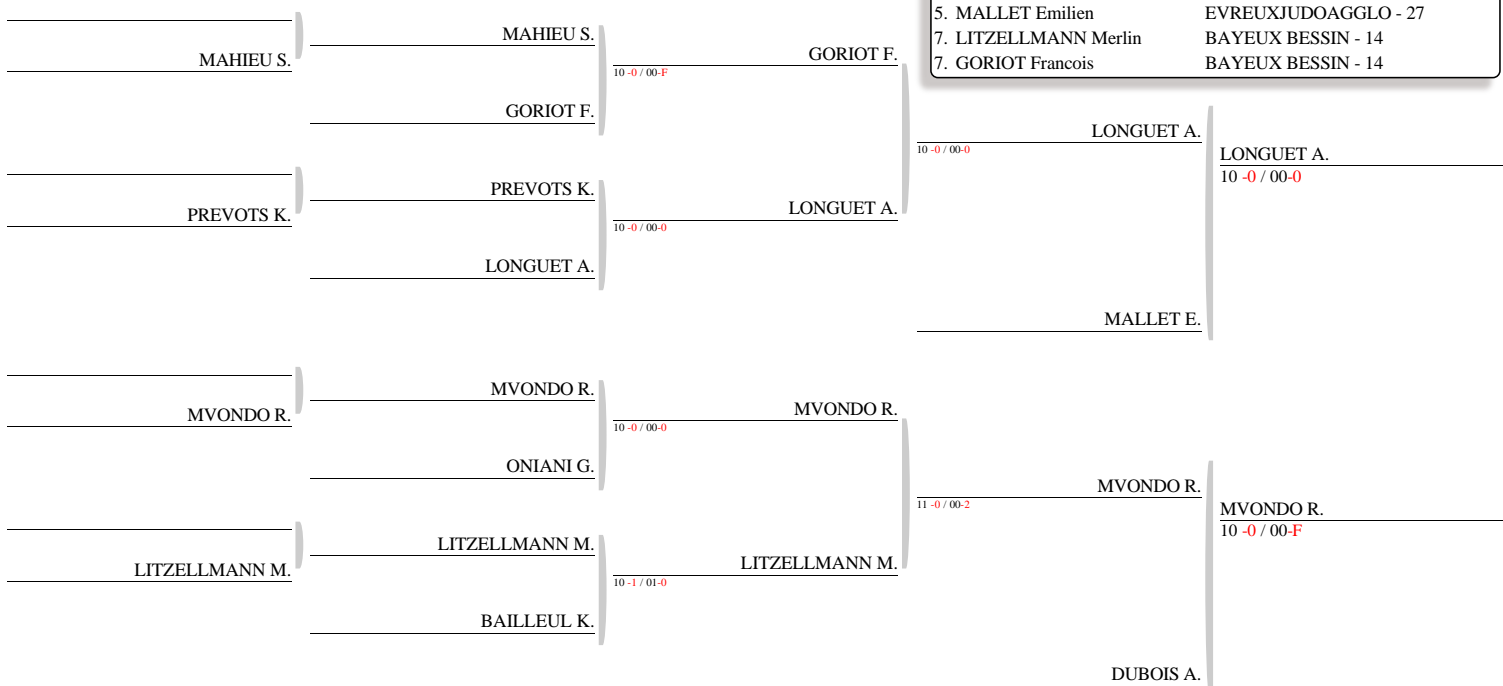 5. MALLET Emilien EVREUXJUDOAGGLO - 27
7. LITZELLMANN Merlin BAYEUX BESSIN - 14
7. GORIOT Francois BAYEUX BESSIN - 14
MAHIEU S.
PREVOTS K.
MVONDO R.
LITZELLMANN M.
MAHIEU S.
GORIOT F.
PREVOTS K.
LONGUET A.
MVONDO R.
ONIANI G.
LITZELLMANN M.
BAILLEUL K.
GORIOT F.
10 -0 / 00-F
LONGUET A.
10 -0 / 00-0
MVONDO R.
10 -0 / 00-0
LITZELLMANN M.
10 -1 / 01-0
LONGUET A.
10 -0 / 00-0
MALLET E.
MVONDO R.
11 -0 / 00-2
DUBOIS A.
LONGUET A.
10 -0 / 00-0
MVONDO R.
10 -0 / 00-F